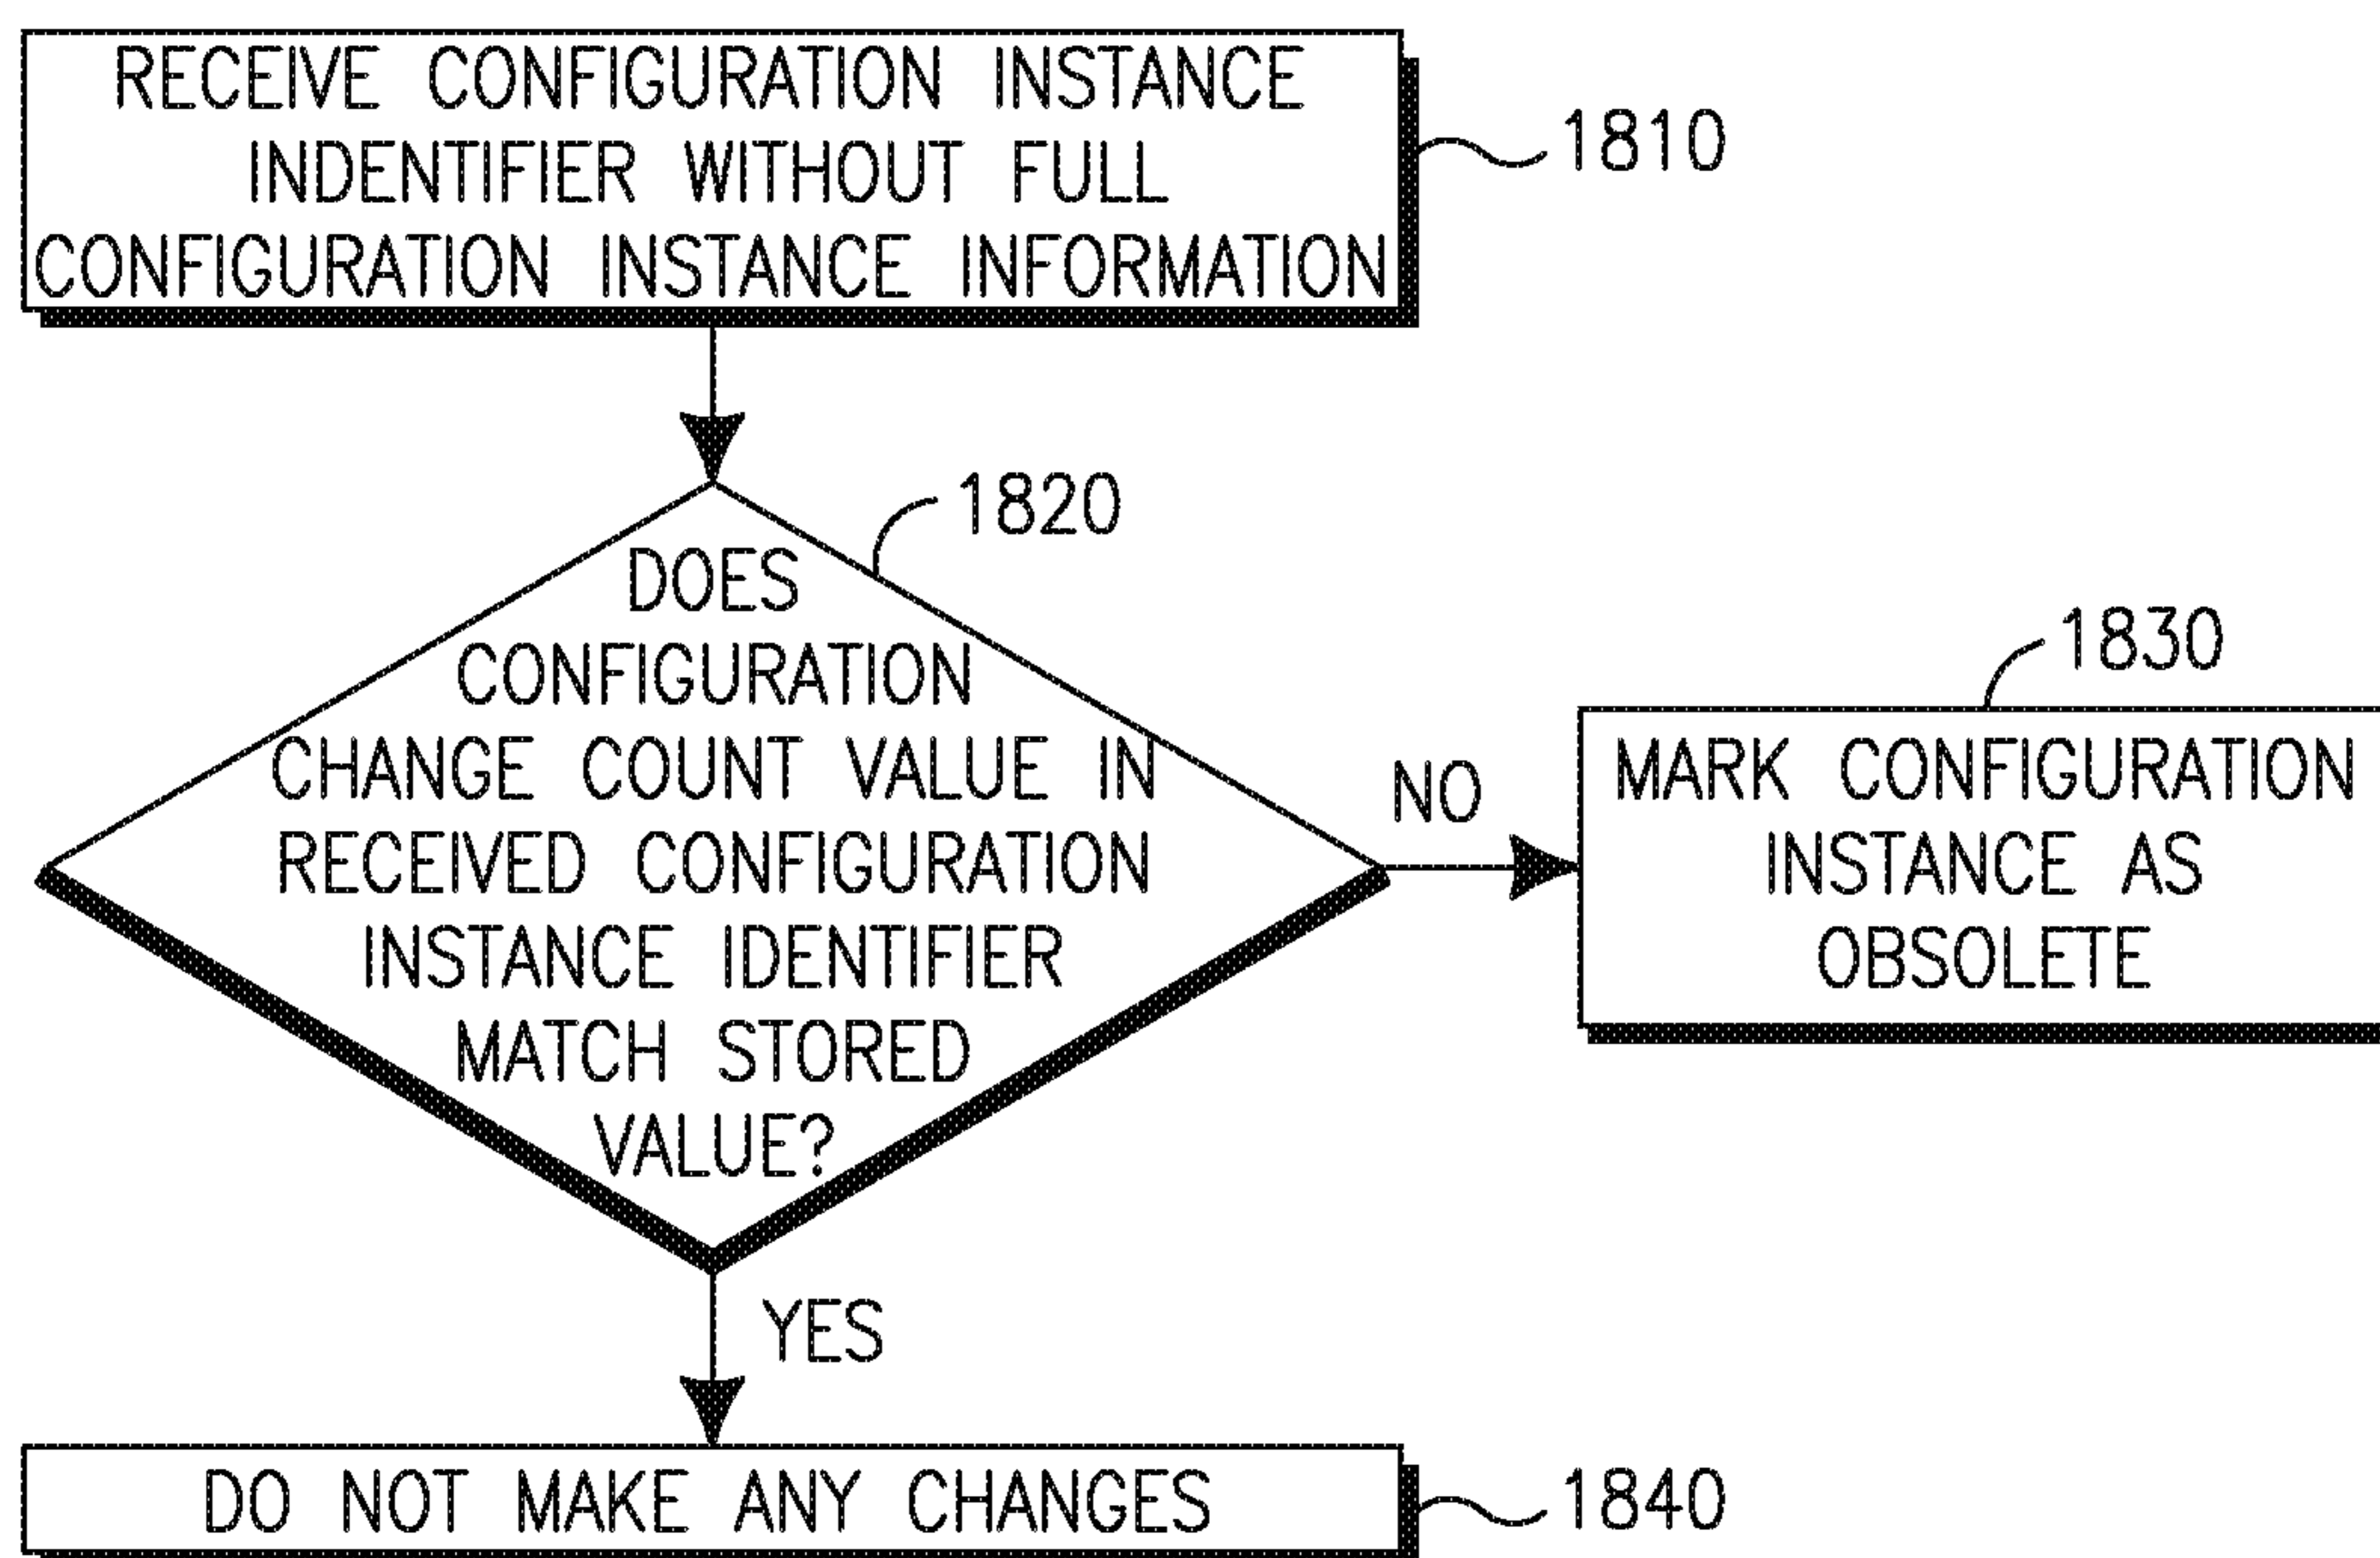 RECEIVE CONFIGURATION INSTANCE
INDENTIFIER WITHOUT FULL
CONFIGURATION INSTANCE INFORMATION
1810
1820
DOES
CONFIGURATION
CHANGE COUNT VALUE IN
RECEIVED CONFIGURATION
INSTANCE IDENTIFIER
MATCH STORED
VALUE?
NO
1830
MARK CONFIGURATION
INSTANCE AS
OBSOLETE
YES
DO NOT MAKE ANY CHANGES
1840